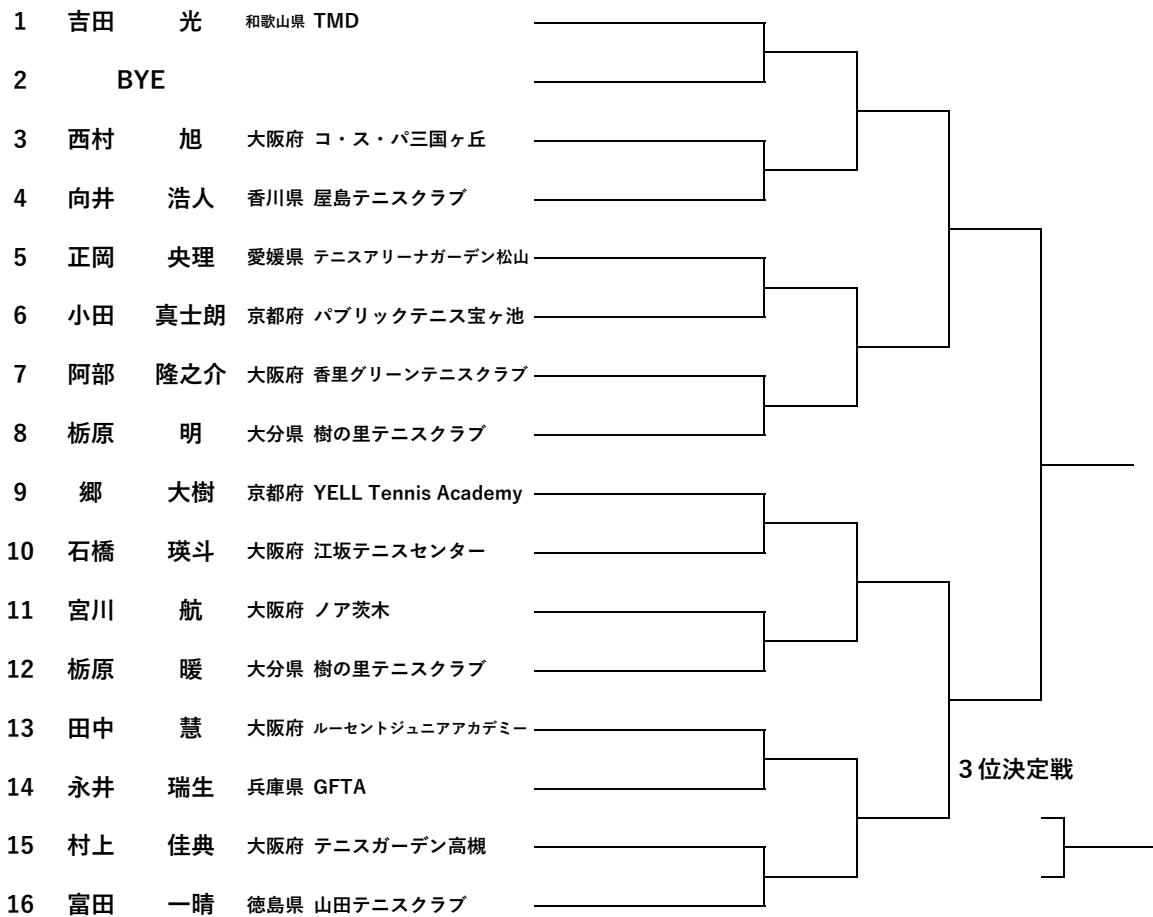 1 吉田 光 和歌山県 TMD
2 BYE
3 西村 旭 大阪府 コ・ス・パ三国ヶ丘
4 向井 浩人 香川県 屋島テニスクラブ
5 正岡 央理 愛媛県 テニスアリーナガーデン松山
6 小田 真士朗 京都府 パブリックテニス宝ヶ池
7 阿部 隆之介 大阪府 香里グリーンテニスクラブ
8 栃原 明 大分県 樹の里テニスクラブ
9 郷 大樹 京都府 YELL Tennis Academy
10 石橋 瑛斗 大阪府 江坂テニスセンター
11 宮川 航 大阪府 ノア茨木
12 栃原 暖 大分県 樹の里テニスクラブ
13 田中 慧 大阪府 ルーセントジュニアアカデミー
3位決定戦
14 永井 瑞生 兵庫県 GFTA
15 村上 佳典 大阪府 テニスガーデン高槻
16 富田 一晴 徳島県 山田テニスクラブ